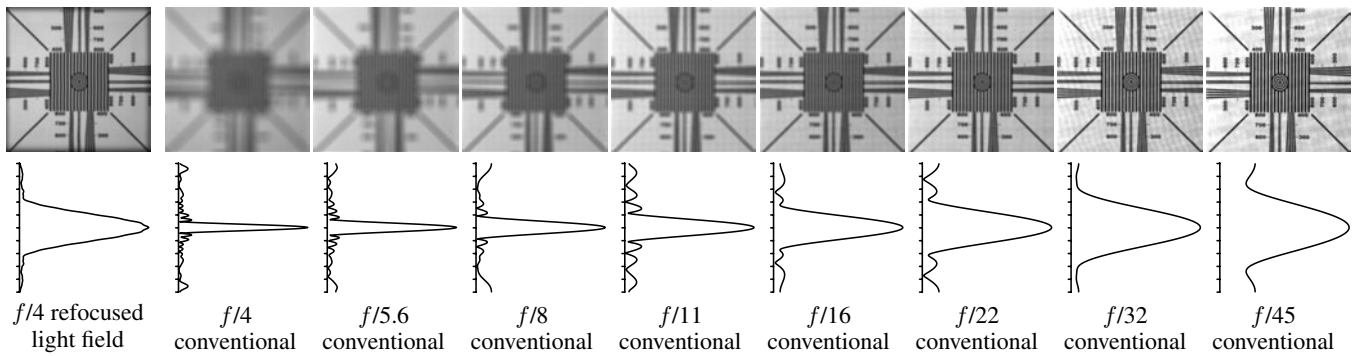 f/4 refocused
light field
f/4
conventional
f/5.6
conventional
f/8
conventional
f/11
conventional
f/16
conventional
f/22
conventional
f/32
conventional
f/45
conventional